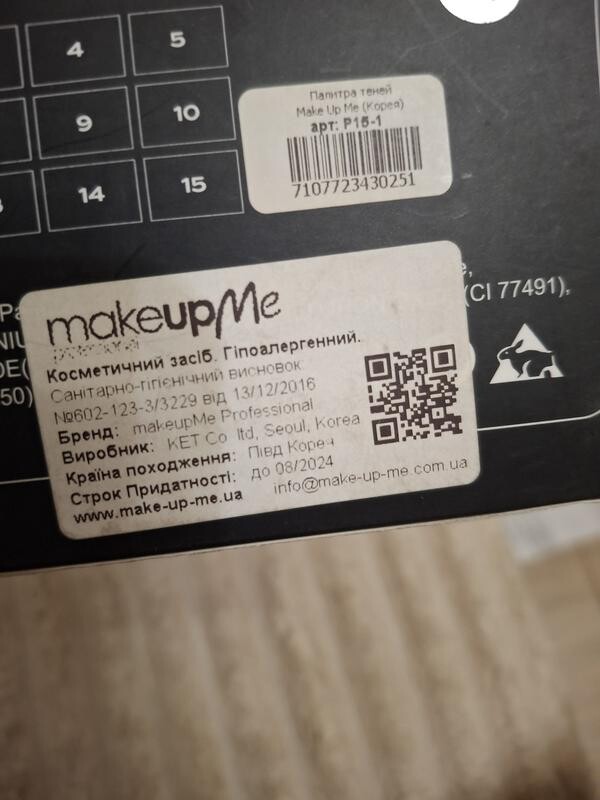 4
5
9
10
14
15
Палитра теней
Make Up Me (Корея)
арт: P15-1
7107723430251
(CI 77491),
50)
makeupMe
professional
Косметичний засіб. Гіпоалергенний.
Санітарно-гігієнічний висновок
№602-123-3/3229 від 13/12/2016
Бренд: makeupMe Professional
Виробник: KET Co ltd, Seoul, Korea
Країна походження: Півд Корея
Строк Придатності: до 08/2024
www.make-up-me.ua info@make-up-me.com.ua